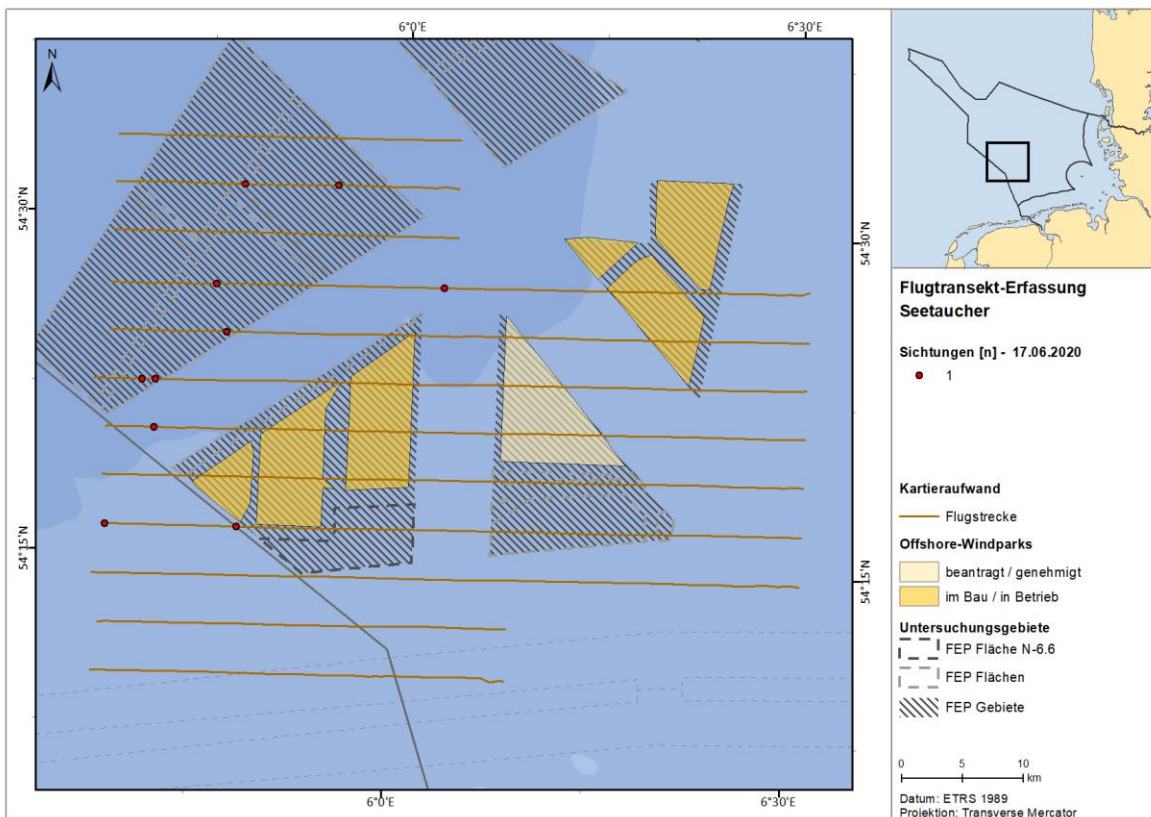 6°0'E
6°30'E
N
54°30'N
54°30'N
54°15'N
54°15'N
6°0'E
6°30'E
Flugtransekt-Erfassung
Seetaucher
Sichtungen [n] - 17.06.2020
1
Kartieraufwand
Flugstrecke
Offshore-Windparks
beantragt / genehmigt
im Bau / in Betrieb
Untersuchungsgebiete
FEP Fläche N-6.6
FEP Flächen
FEP Gebiete
0 5 10
km
Datum: ETRS 1989
Projektion: Transverse Mercator